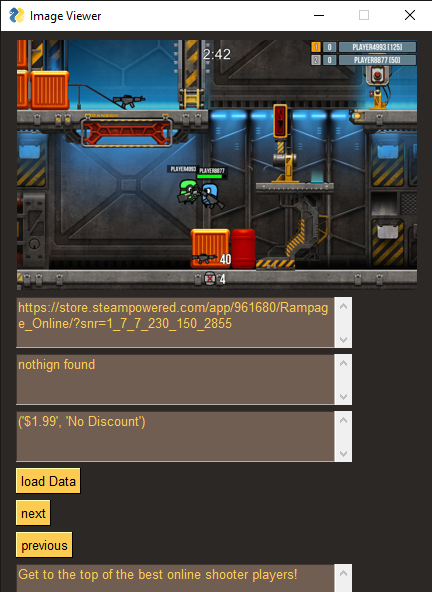 Image Viewer
2:42
1 0 PLAYER4993 [125]
2 0 PLAYER8877 [50]
PLAYER4993 PLAYER8877
40
4
https://store.steampowered.com/app/961680/Rampag
e_Online/?snr=1_7_7_230_150_2855
nothign found
('$1.99', 'No Discount')
load Data
next
previous
Get to the top of the best online shooter players!